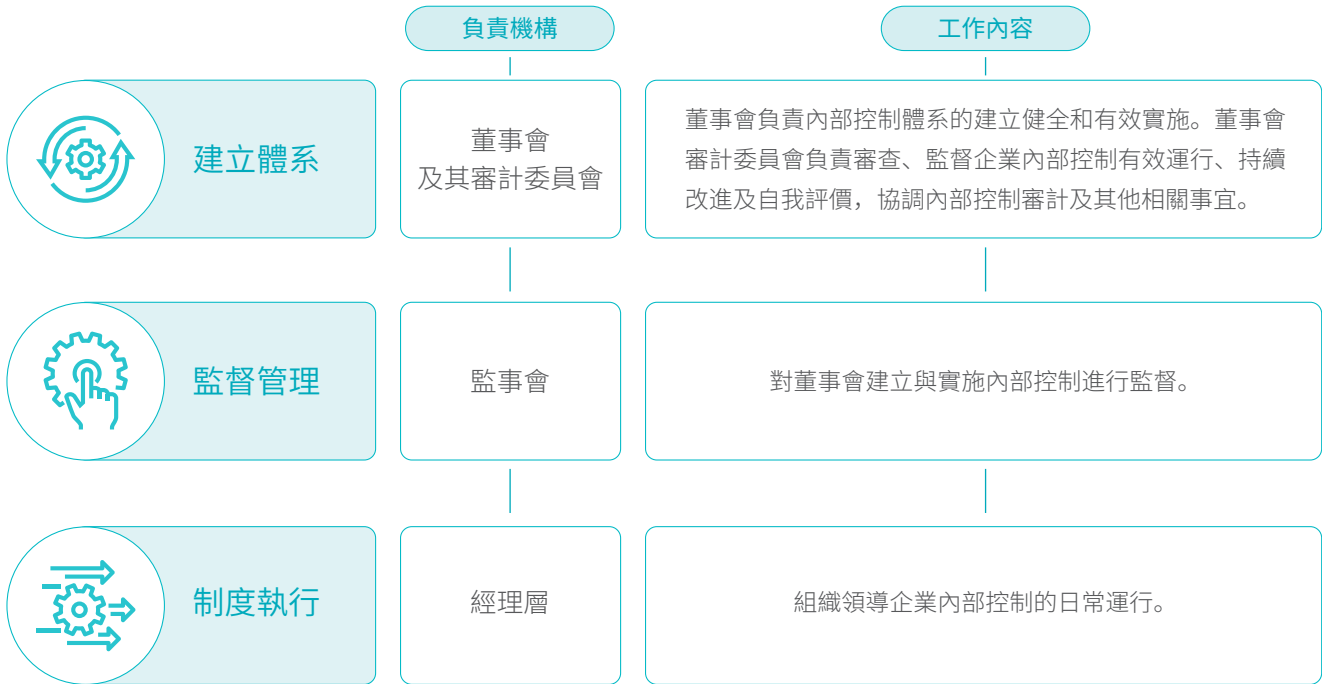 負責機構
工作內容
建立體系
董事會
及其審計委員會
董事會負責內部控制體系的建立健全和有效實施。董事會
審計委員會負責審查、監督企業內部控制有效運行、持續
改進及自我評價，協調內部控制審計及其他相關事宜。
監督管理
監事會
對董事會建立與實施內部控制進行監督。
制度執行
經理層
組織領導企業內部控制的日常運行。